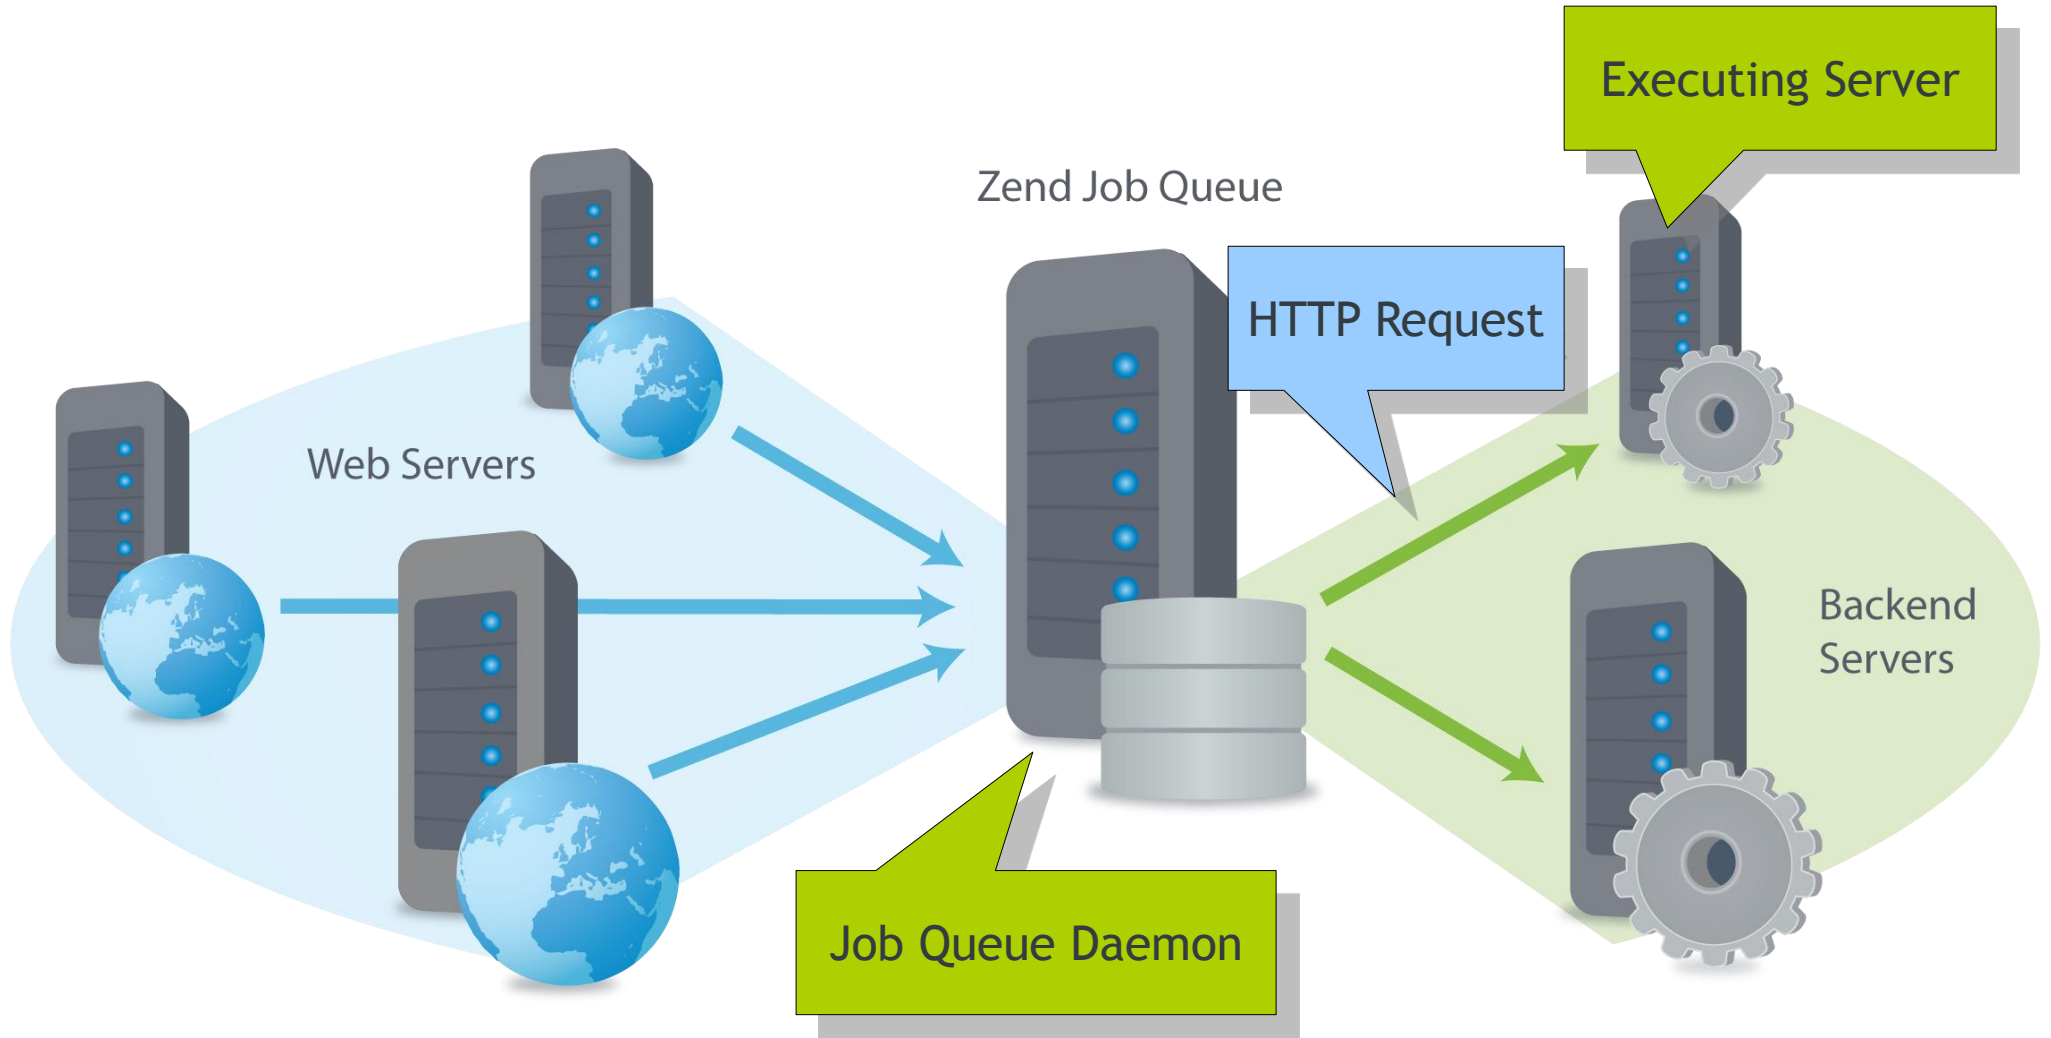 Executing Server
Zend Job Queue
HTTP Request
Web Servers
Backend
Servers
Job Queue Daemon